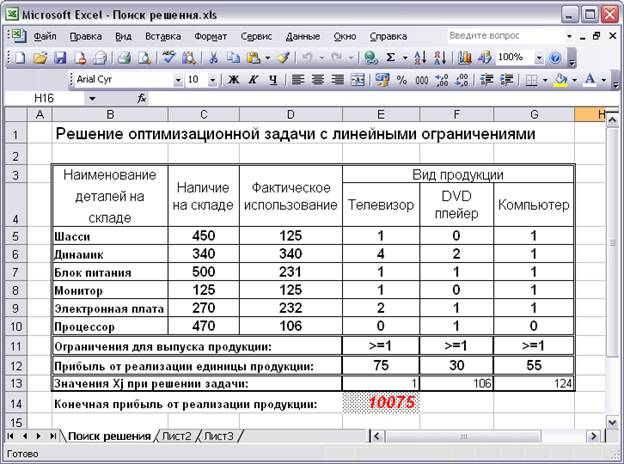 Microsoft Excel - Поиск решения.xls
Файл Правка Вид Вставка Формат Сервис Данные Окно Справка Введите вопрос
100%
Arial Cyr 10 Ж К Ч
H16
A B C D E F G H
1 Решение оптимизационной задачи с линейными ограничениями
2
3 Наименование деталей на складе Наличие на складе Фактическое использование Вид продукции
4 Телевизор DVD плейер Компьютер
5 Шасси 450 125 1 0 1
6 Динамик 340 340 4 2 1
7 Блок питания 500 231 1 1 1
8 Монитор 125 125 1 0 1
9 Электронная плата 270 232 2 1 1
10 Процессор 470 106 0 1 0
11 Ограничения для выпуска продукции: >=1 >=1 >=1
12 Прибыль от реализации единицы продукции: 75 30 55
13 Значения Xj при решении задачи: 1 106 124
14 Конечная прибыль от реализации продукции: 10075
15
Поиск решения Лист2 Лист3
Готово